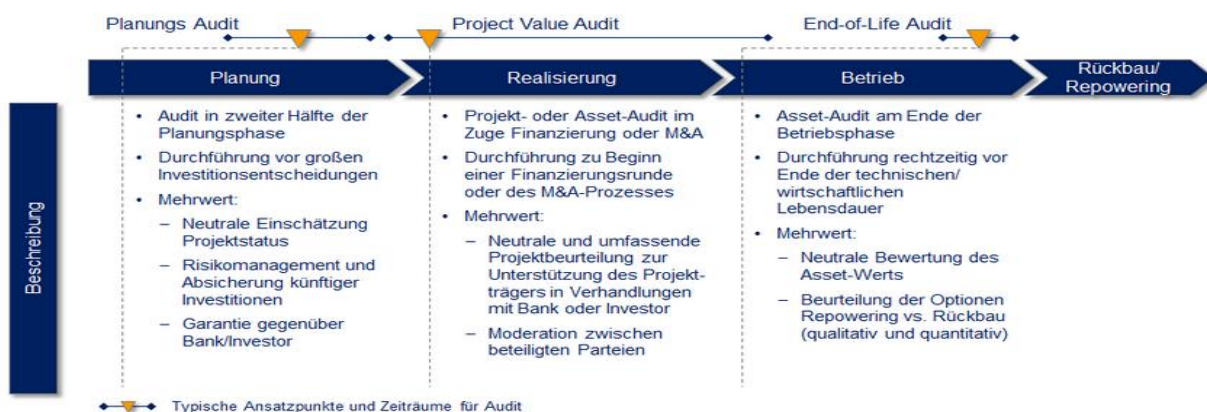 Planungs Audit
Project Value Audit
End-of-Life Audit
Planung
Realisierung
Betrieb
Rückbau/
Repowering
Beschreibung
• Audit in zweiter Hälfte der
Planungsphase
• Durchführung vor großen
Investitionsentscheidungen
• Mehrwert:
– Neutrale Einschätzung
Projektstatus
– Risikomanagement und
Absicherung künftiger
Investitionen
– Garantie gegenüber
Bank/Investor
• Projekt- oder Asset-Audit im
Zuge Finanzierung oder M&A
• Durchführung zu Beginn
einer Finanzierungsrunde
oder des M&A-Prozesses
• Mehrwert:
– Neutrale und umfassende
Projektbeurteilung zur
Unterstützung des Projekt-
trägers in Verhandlungen
mit Bank oder Investor
– Moderation zwischen
beteiligten Parteien
• Asset-Audit am Ende der
Betriebsphase
• Durchführung rechtzeitig vor
Ende der technischen/
wirtschaftlichen
Lebensdauer
• Mehrwert:
– Neutrale Bewertung des
Asset-Werts
– Beurteilung der Optionen
Repowering vs. Rückbau
(qualitativ und quantitativ)
Typische Ansatzpunkte und Zeiträume für Audit